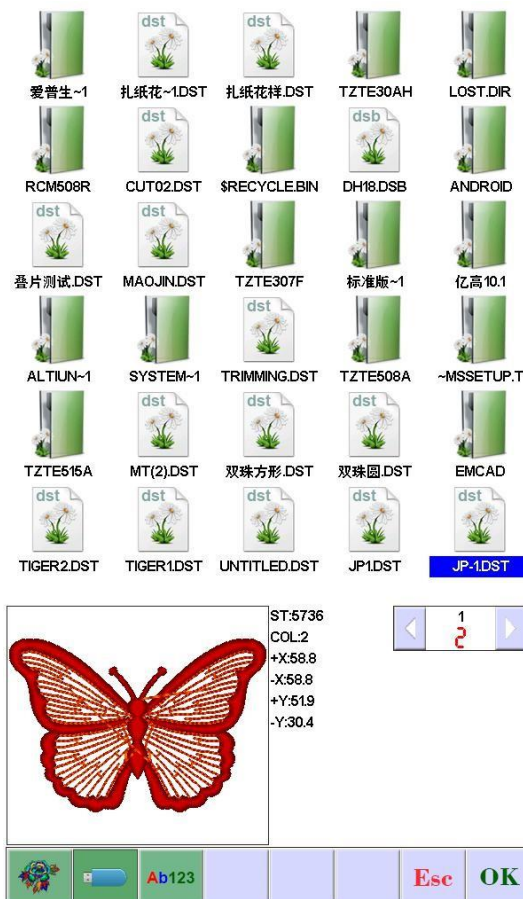 dst
dst
爱普生~1
扎纸花~1.DST
扎纸花样.DST
TZTE30AH
LOST.DIR
dst
dsb
RCM508R
CUT02.DST
$RECYCLE.BIN
DH18.DSB
ANDROID
dst
dst
叠片测试.DST
MAOJIN.DST
TZTE307F
标准版~1
亿高10.1
dst
ALTIUN~1
SYSTEM~1
TRIMMING.DST
TZTE508A
~MSSETUP.T
dst
dst
dst
TZTE515A
MT(2).DST
双珠方形.DST
双珠圆.DST
EMCAD
dst
dst
dst
dst
dst
TIGER2.DST
TIGER1.DST
UNTITLED.DST
JP1.DST
JP-1.DST
ST:5736
COL:2
+X:58.8
-X:58.8
+Y:51.9
-Y:30.4
1
2
Ab123
Esc
OK